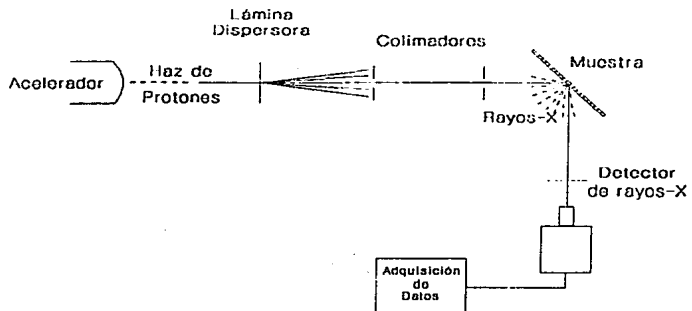 Lámina
Dispersora
Colimadores
Acelerador
Haz de
Protones
Muestra
Rayos-X
Detector
de rayos-X
Adquisición
de
Datos